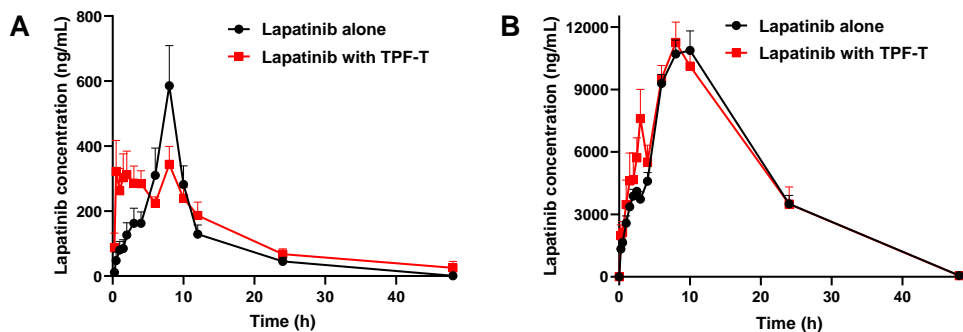 A
Lapatinib concentration (ng/mL)
800
600
400
200
0
0
10
20
30
40
Time (h)
Lapatinib alone
Lapatinib with TPF-T
B
Lapatinib concentration (ng/mL)
12000
9000
6000
3000
0
0
10
20
30
40
Time (h)
Lapatinib alone
Lapatinib with TPF-T